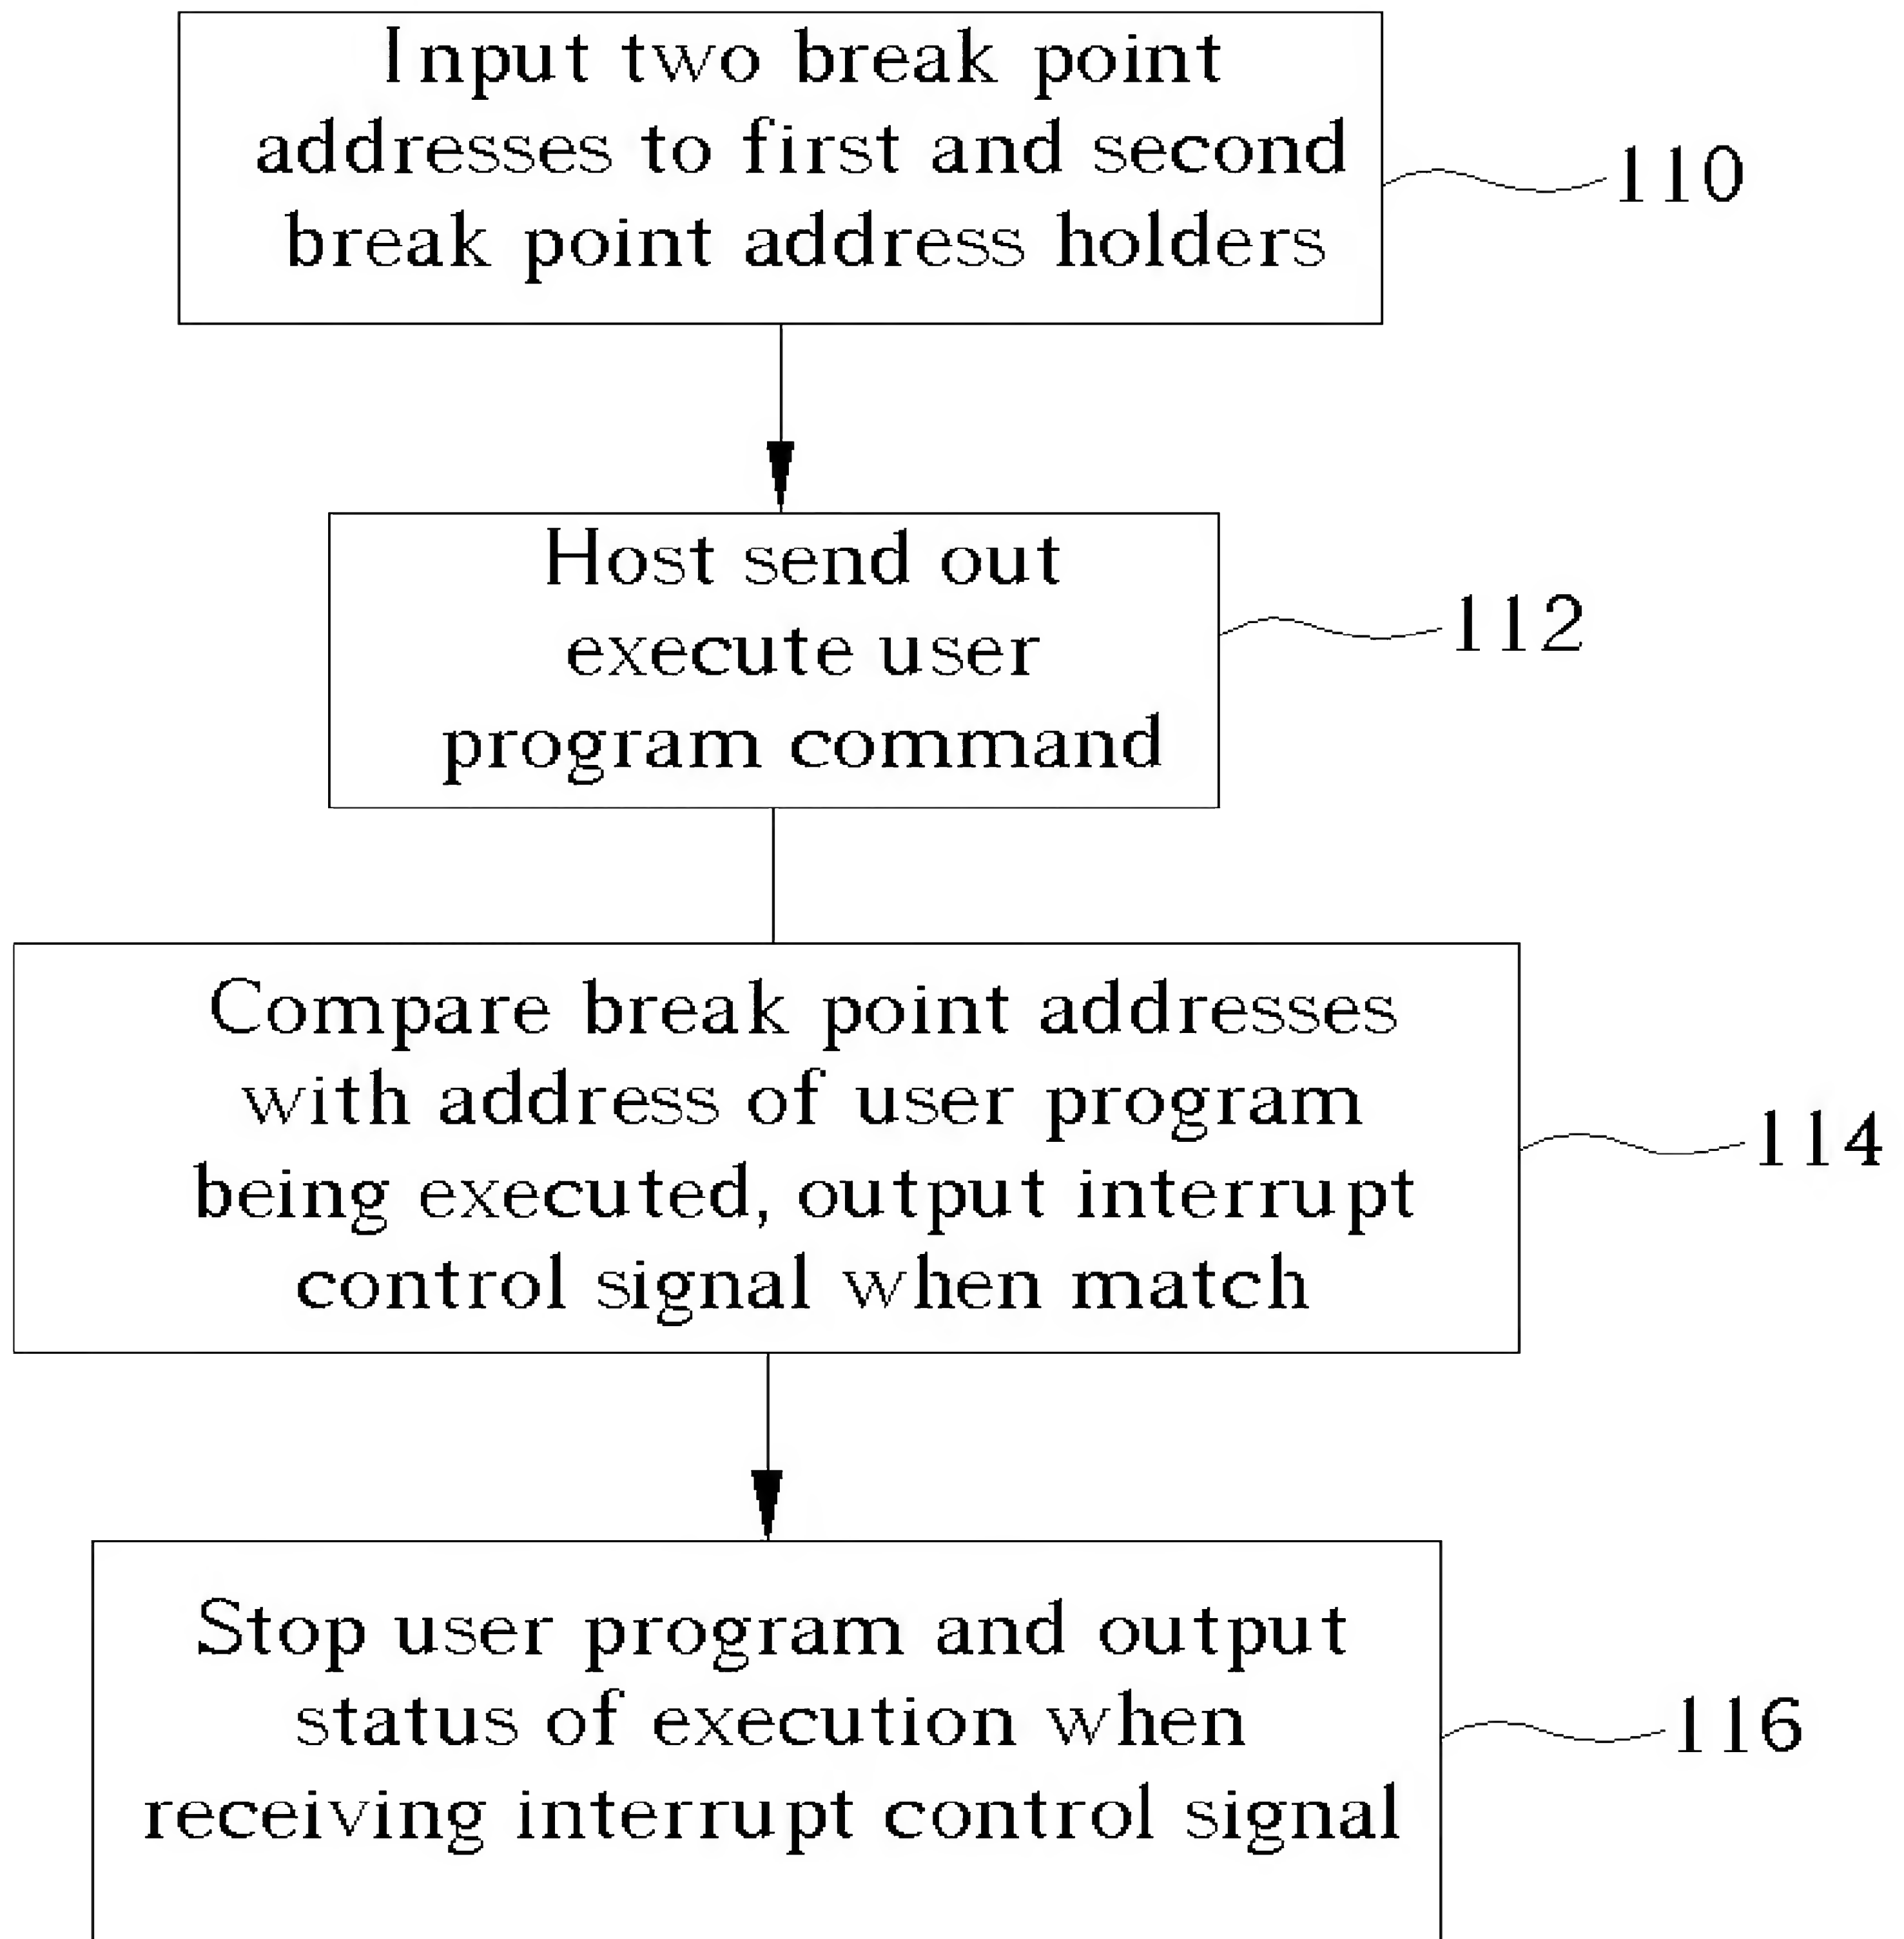 Input two break point
addresses to first and second
break point address holders
110
Host send out
execute user
program command
112
Compare break point addresses
with address of user program
being executed, output interrupt
control signal when match
114
Stop user program and output
status of execution when
receiving interrupt control signal
116